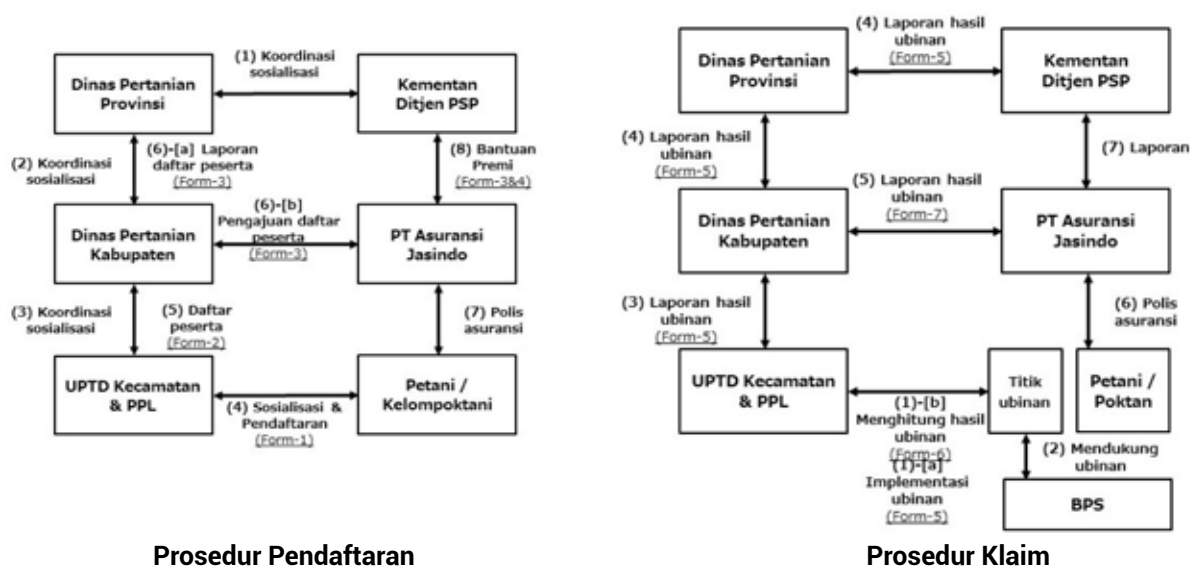 (1) Koordinasi
sosialisasi
Dinas Pertanian
Provinsi
Kementan
Ditjen PSP
(2) Koordinasi
sosialisasi
(6)-[a] Laporan
daftar peserta
(Form-3)
(8) Bantuan
Premi
(Form-3&4)
(6)-[b]
Pengajuan daftar
peserta
(Form-3)
Dinas Pertanian
Kabupaten
PT Asuransi
Jasindo
(3) Koordinasi
sosialisasi
(5) Daftar
peserta
(Form-2)
(7) Polis
asuransi
UPTD Kecamatan
& PPL
Petani /
Kelompoktani
(4) Sosialisasi &
Pendaftaran
(Form-1)
Prosedur Pendaftaran
(4) Laporan hasil
ubinan
(Form-5)
Dinas Pertanian
Provinsi
Kementan
Ditjen PSP
(4) Laporan hasil
ubinan
(Form-5)
(7) Laporan
(5) Laporan hasil
ubinan
(Form-7)
Dinas Pertanian
Kabupaten
PT Asuransi
Jasindo
(3) Laporan hasil
ubinan
(Form-5)
(6) Polis
asuransi
UPTD Kecamatan
& PPL
Titik
ubinan
Petani /
Poktan
(1)-[b]
Menghitung hasil
ubinan
(Form-6)
(1)-[a]
Implementasi
ubinan
(Form-5)
(2) Mendukung
ubinan
BPS
Prosedur Klaim